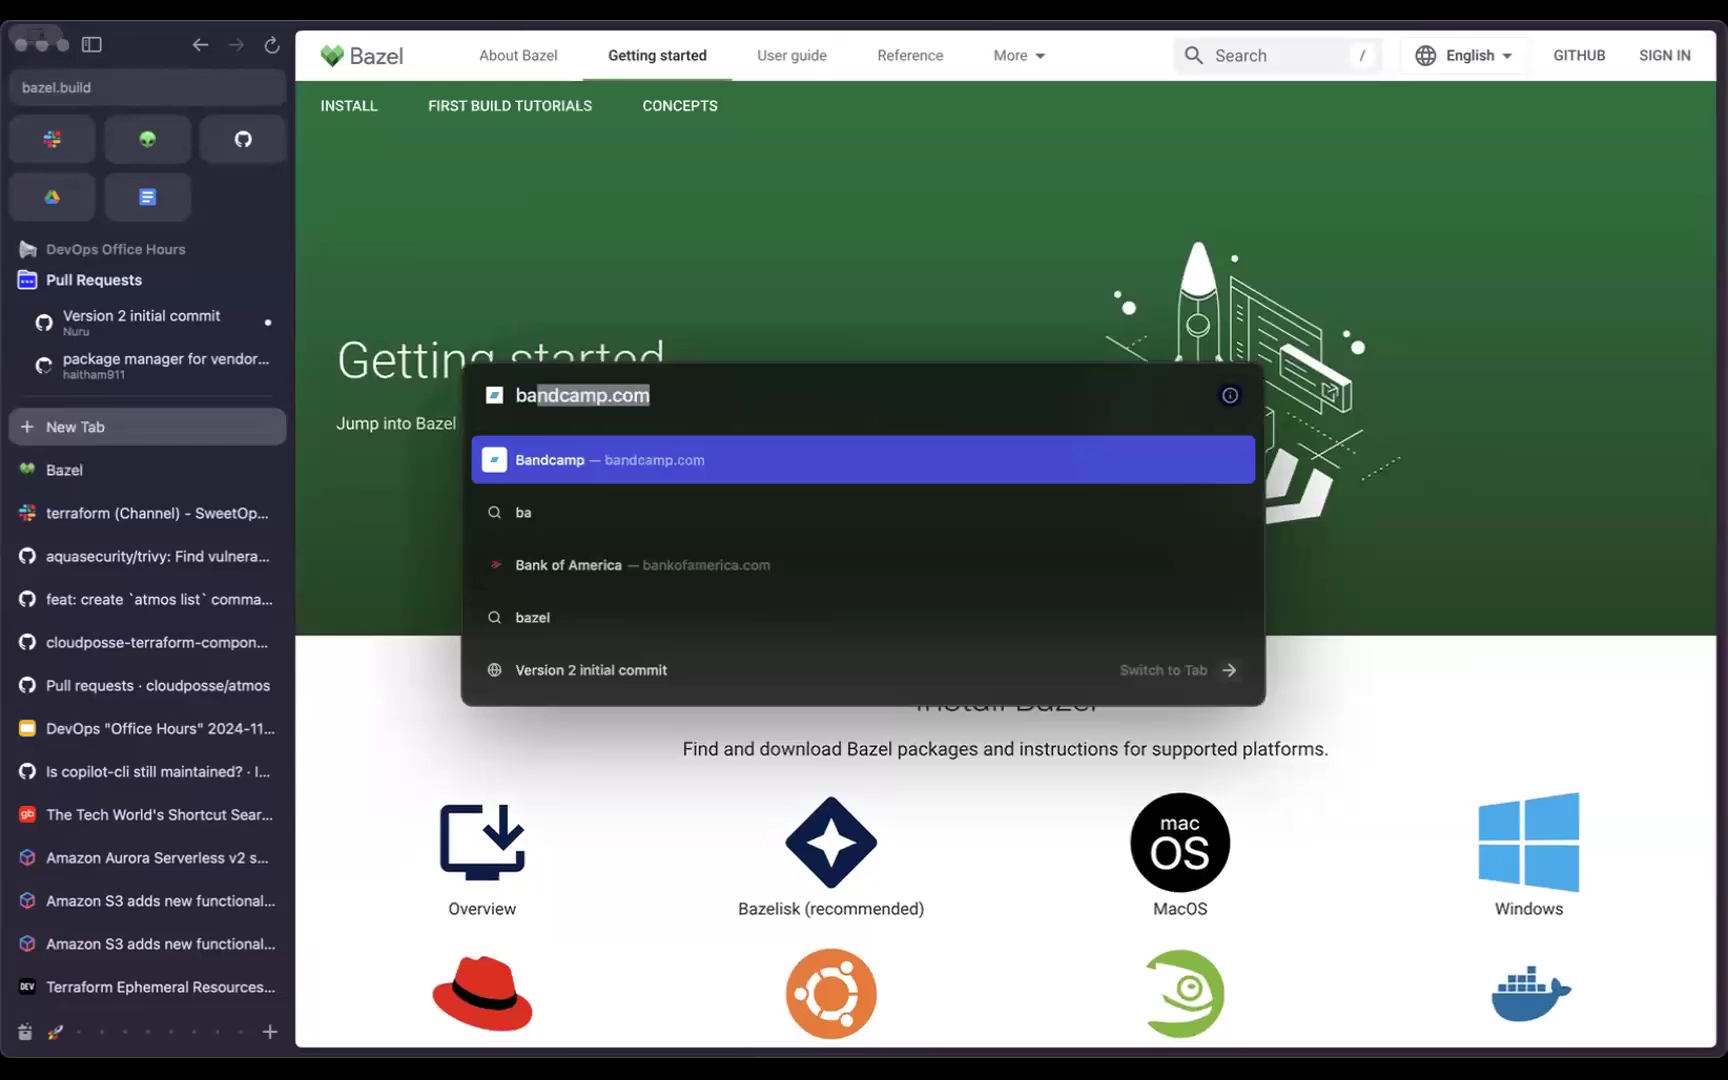 bazel.build
DevOps Office Hours
Pull Requests
Version 2 initial commit
Nuru
package manager for vendor...
haitham911
New Tab
Bazel
terraform (Channel) - SweetOp...
aquasecurity/trivy: Find vulnera...
feat: create `atmos list` comma...
cloudposse-terraform-compon...
Pull requests · cloudposse/atmos
DevOps "Office Hours" 2024-11...
Is copilot-cli still maintained? · I...
The Tech World's Shortcut Sear...
Amazon Aurora Serverless v2 s...
Amazon S3 adds new functional...
Amazon S3 adds new functional...
DEV Terraform Ephemeral Resources...
Bazel About Bazel Getting started User guide Reference More Search / English GITHUB SIGN IN
INSTALL FIRST BUILD TUTORIALS CONCEPTS
Getting started
Jump into Bazel
bandcamp.com
Bandcamp — bandcamp.com
ba
Bank of America — bankofamerica.com
bazel
Version 2 initial commit Switch to Tab
Install Bazel
Find and download Bazel packages and instructions for supported platforms.
mac
OS
Overview Bazelisk (recommended) MacOS Windows